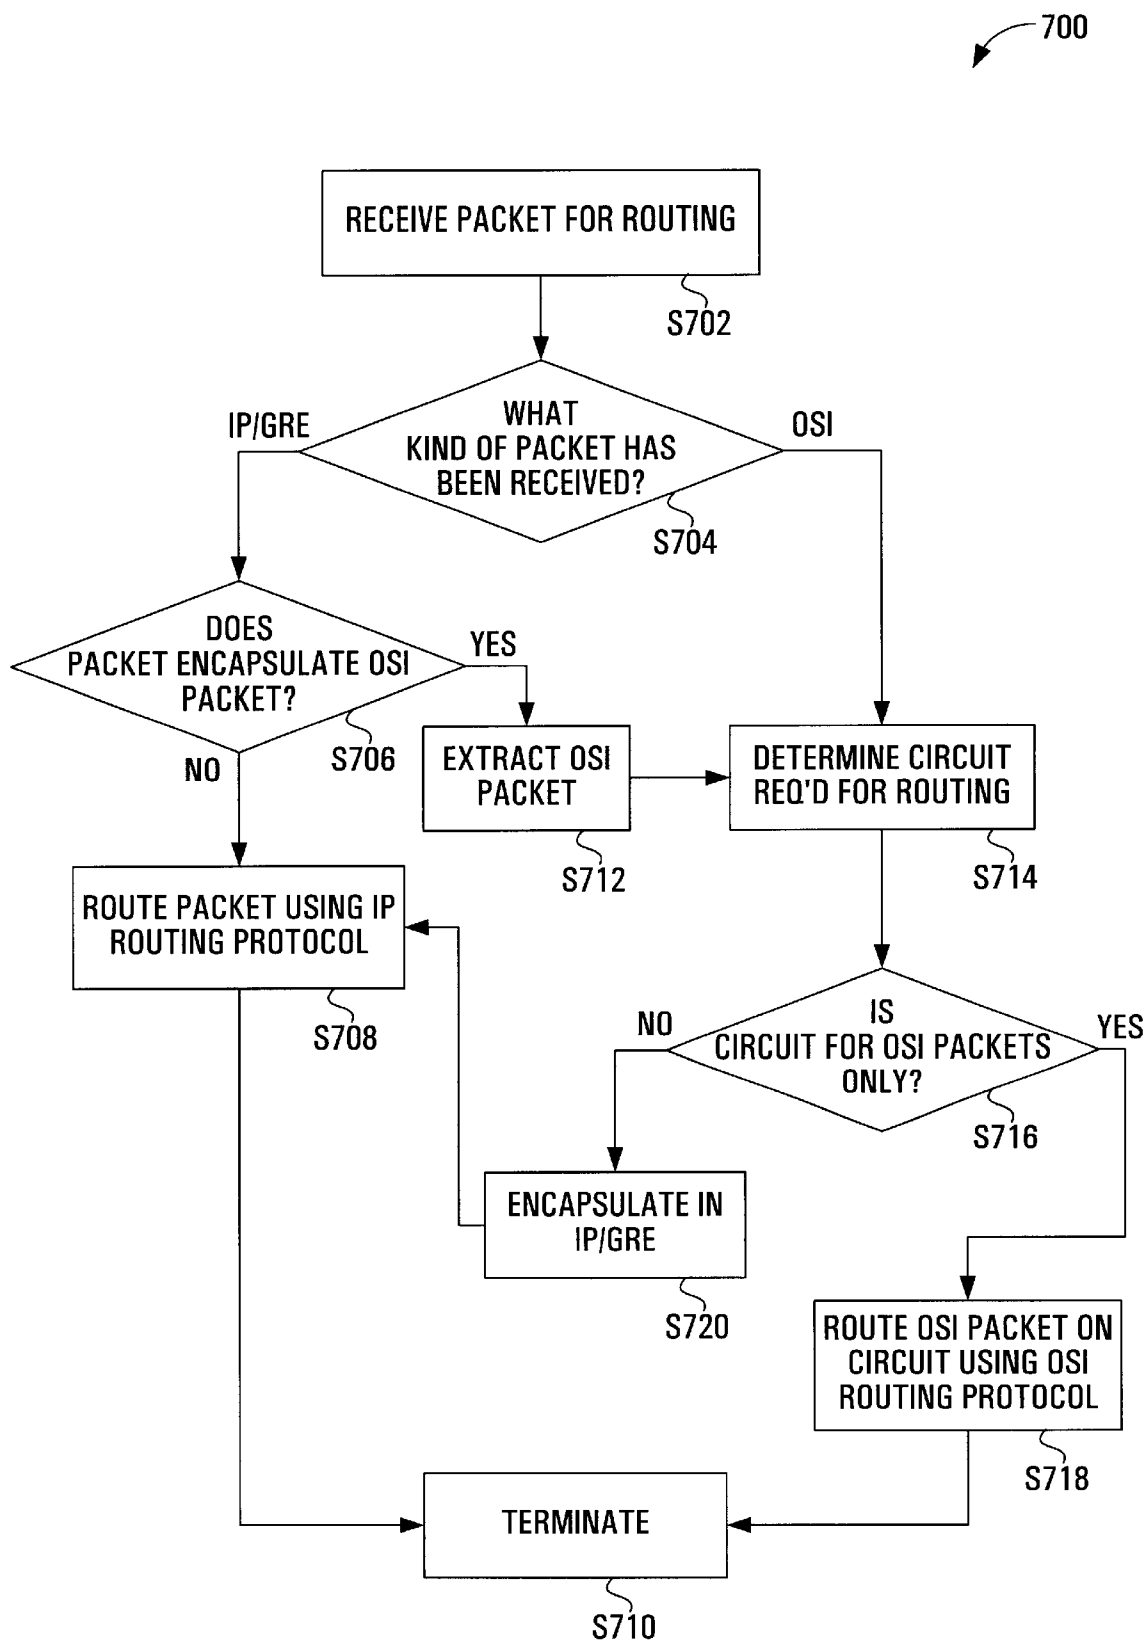 700
RECEIVE PACKET FOR ROUTING
S702
WHAT
KIND OF PACKET HAS
BEEN RECEIVED?
IP/GRE
OSI
S704
DOES
PACKET ENCAPSULATE OSI
PACKET?
YES
NO
S706
EXTRACT OSI
PACKET
S712
DETERMINE CIRCUIT
REQ'D FOR ROUTING
S714
ROUTE PACKET USING IP
ROUTING PROTOCOL
S708
IS
CIRCUIT FOR OSI PACKETS
ONLY?
NO
YES
S716
ENCAPSULATE IN
IP/GRE
S720
ROUTE OSI PACKET ON
CIRCUIT USING OSI
ROUTING PROTOCOL
S718
TERMINATE
S710